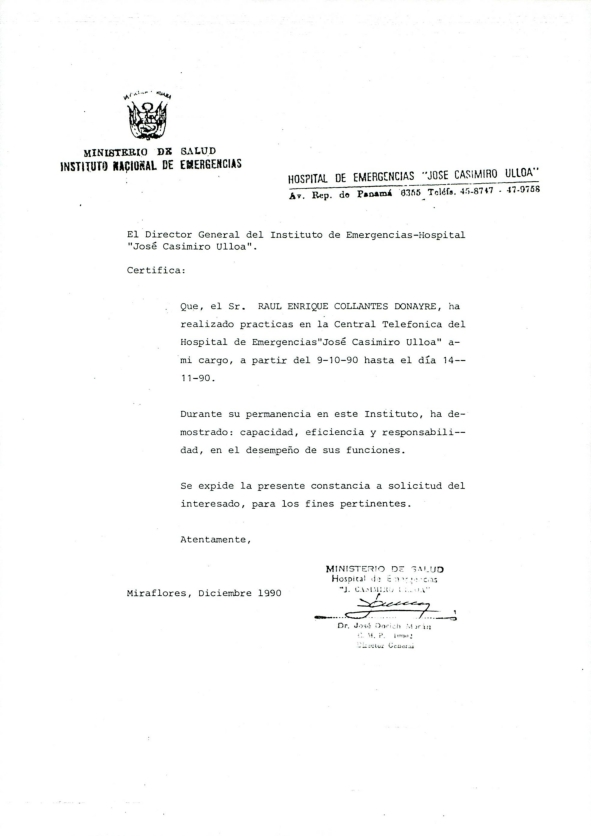 MINISTERIO DE SALUD
INSTITUTO NACIONAL DE EMERGENCIAS
HOSPITAL DE EMERGENCIAS "JOSE CASIMIRO ULLOA"
Av. Rep. de Panamá 6355 Teléfs. 45-8747 - 47-9758
El Director General del Instituto de Emergencias-Hospital
"José Casimiro Ulloa".
Certifica:
Que, el Sr. RAUL ENRIQUE COLLANTES DONAYRE, ha
realizado practicas en la Central Telefonica del
Hospital de Emergencias"José Casimiro Ulloa" a-
mi cargo, a partir del 9-10-90 hasta el día 14--
11-90.
Durante su permanencia en este Instituto, ha de-
mostrado: capacidad, eficiencia y responsabili--
dad, en el desempeño de sus funciones.
Se expide la presente constancia a solicitud del
interesado, para los fines pertinentes.
Atentamente,
Miraflores, Diciembre 1990
MINISTERIO DE SALUD
Hospital de Emergencias
"J. CASIMIRO ULLOA"
Dr. José
C. M. P.
Director General